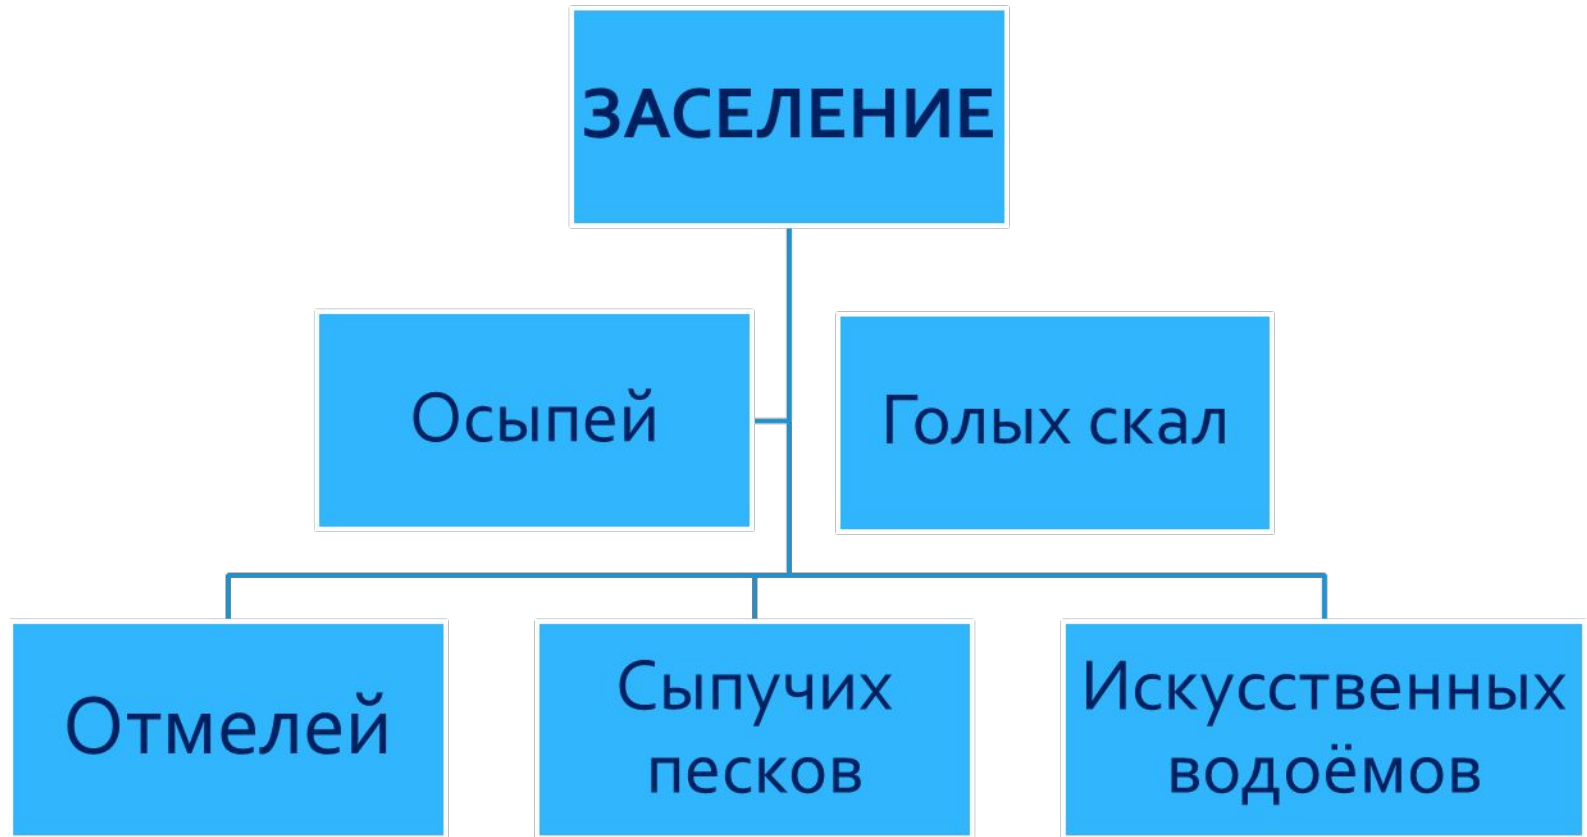 ЗАСЕЛЕНИЕ
Осыпей
Голых скал
Отмелей
Сыпучих
песков
Искусственных
водоёмов